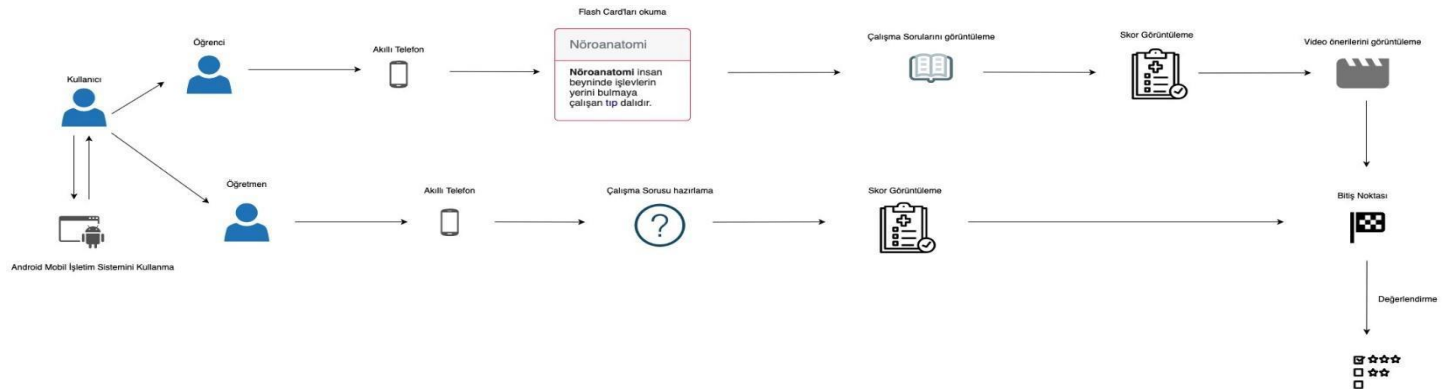 Flash Card'ları okuma
Öğrenci
Akıllı Telefon
Nöroanatomi
Çalışma Sorularını görüntüleme
Skor Görüntüleme
Video önerilerini görüntüleme
Kullanıcı
Nöroanatomi insan
beyninde işlevlerin
yerini bulmaya
çalışan tıp dalıdır.
Öğretmen
Akıllı Telefon
Çalışma Sorusu hazırlama
Skor Görüntüleme
Bitiş Noktası
?
Android Mobil İşletim Sistemini Kullanma
Değerlendirme